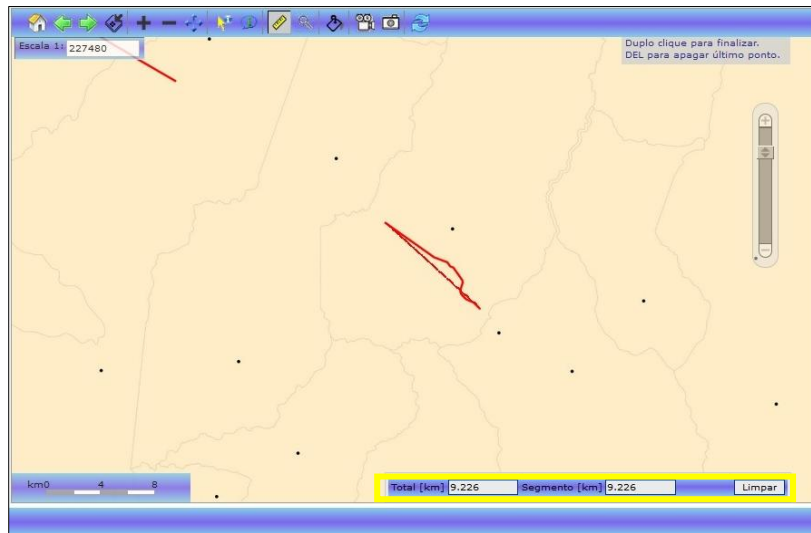 Escala 1: 227480
Duplo clique para finalizar.
DEL para apagar último ponto.
km0 4 8
Total [km] 9.226 Segmento [km] 9.226 Limpar